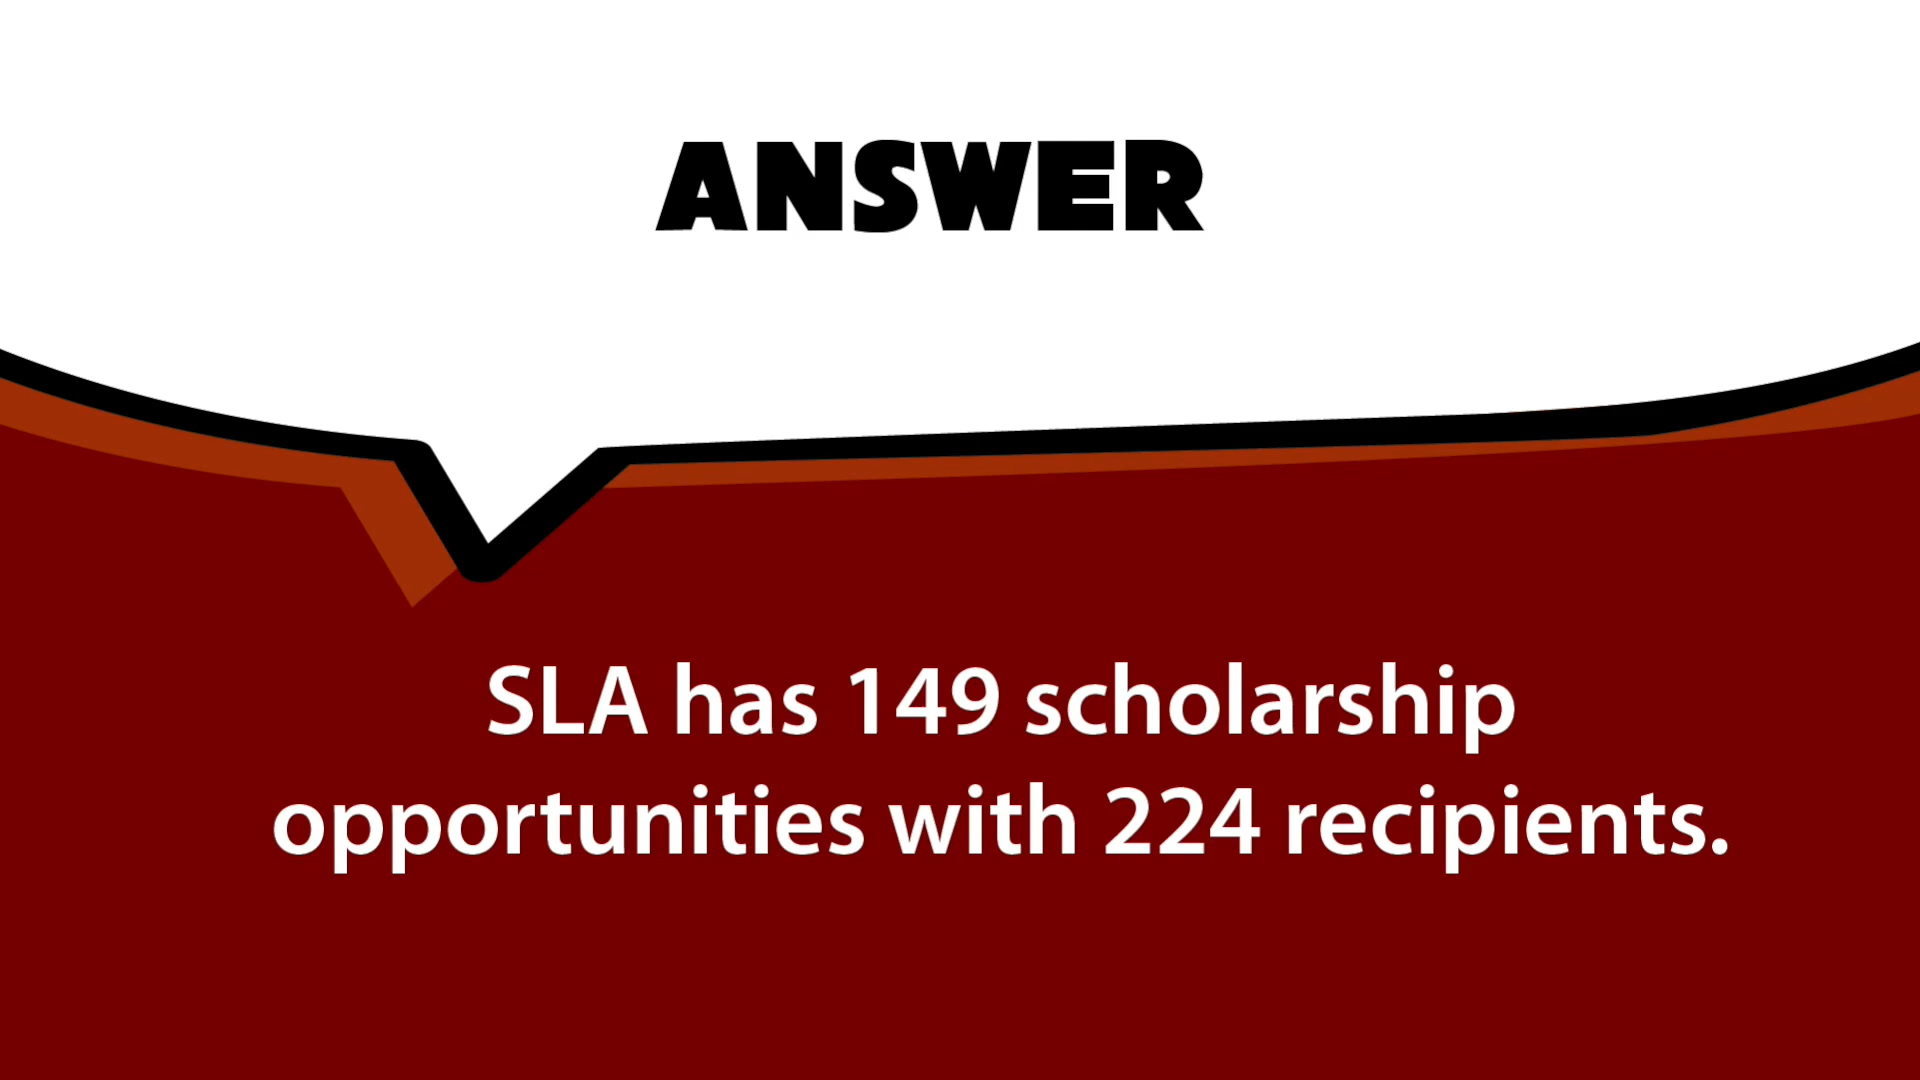 ANSWER
SLA has 149 scholarship
opportunities with 224 recipients.